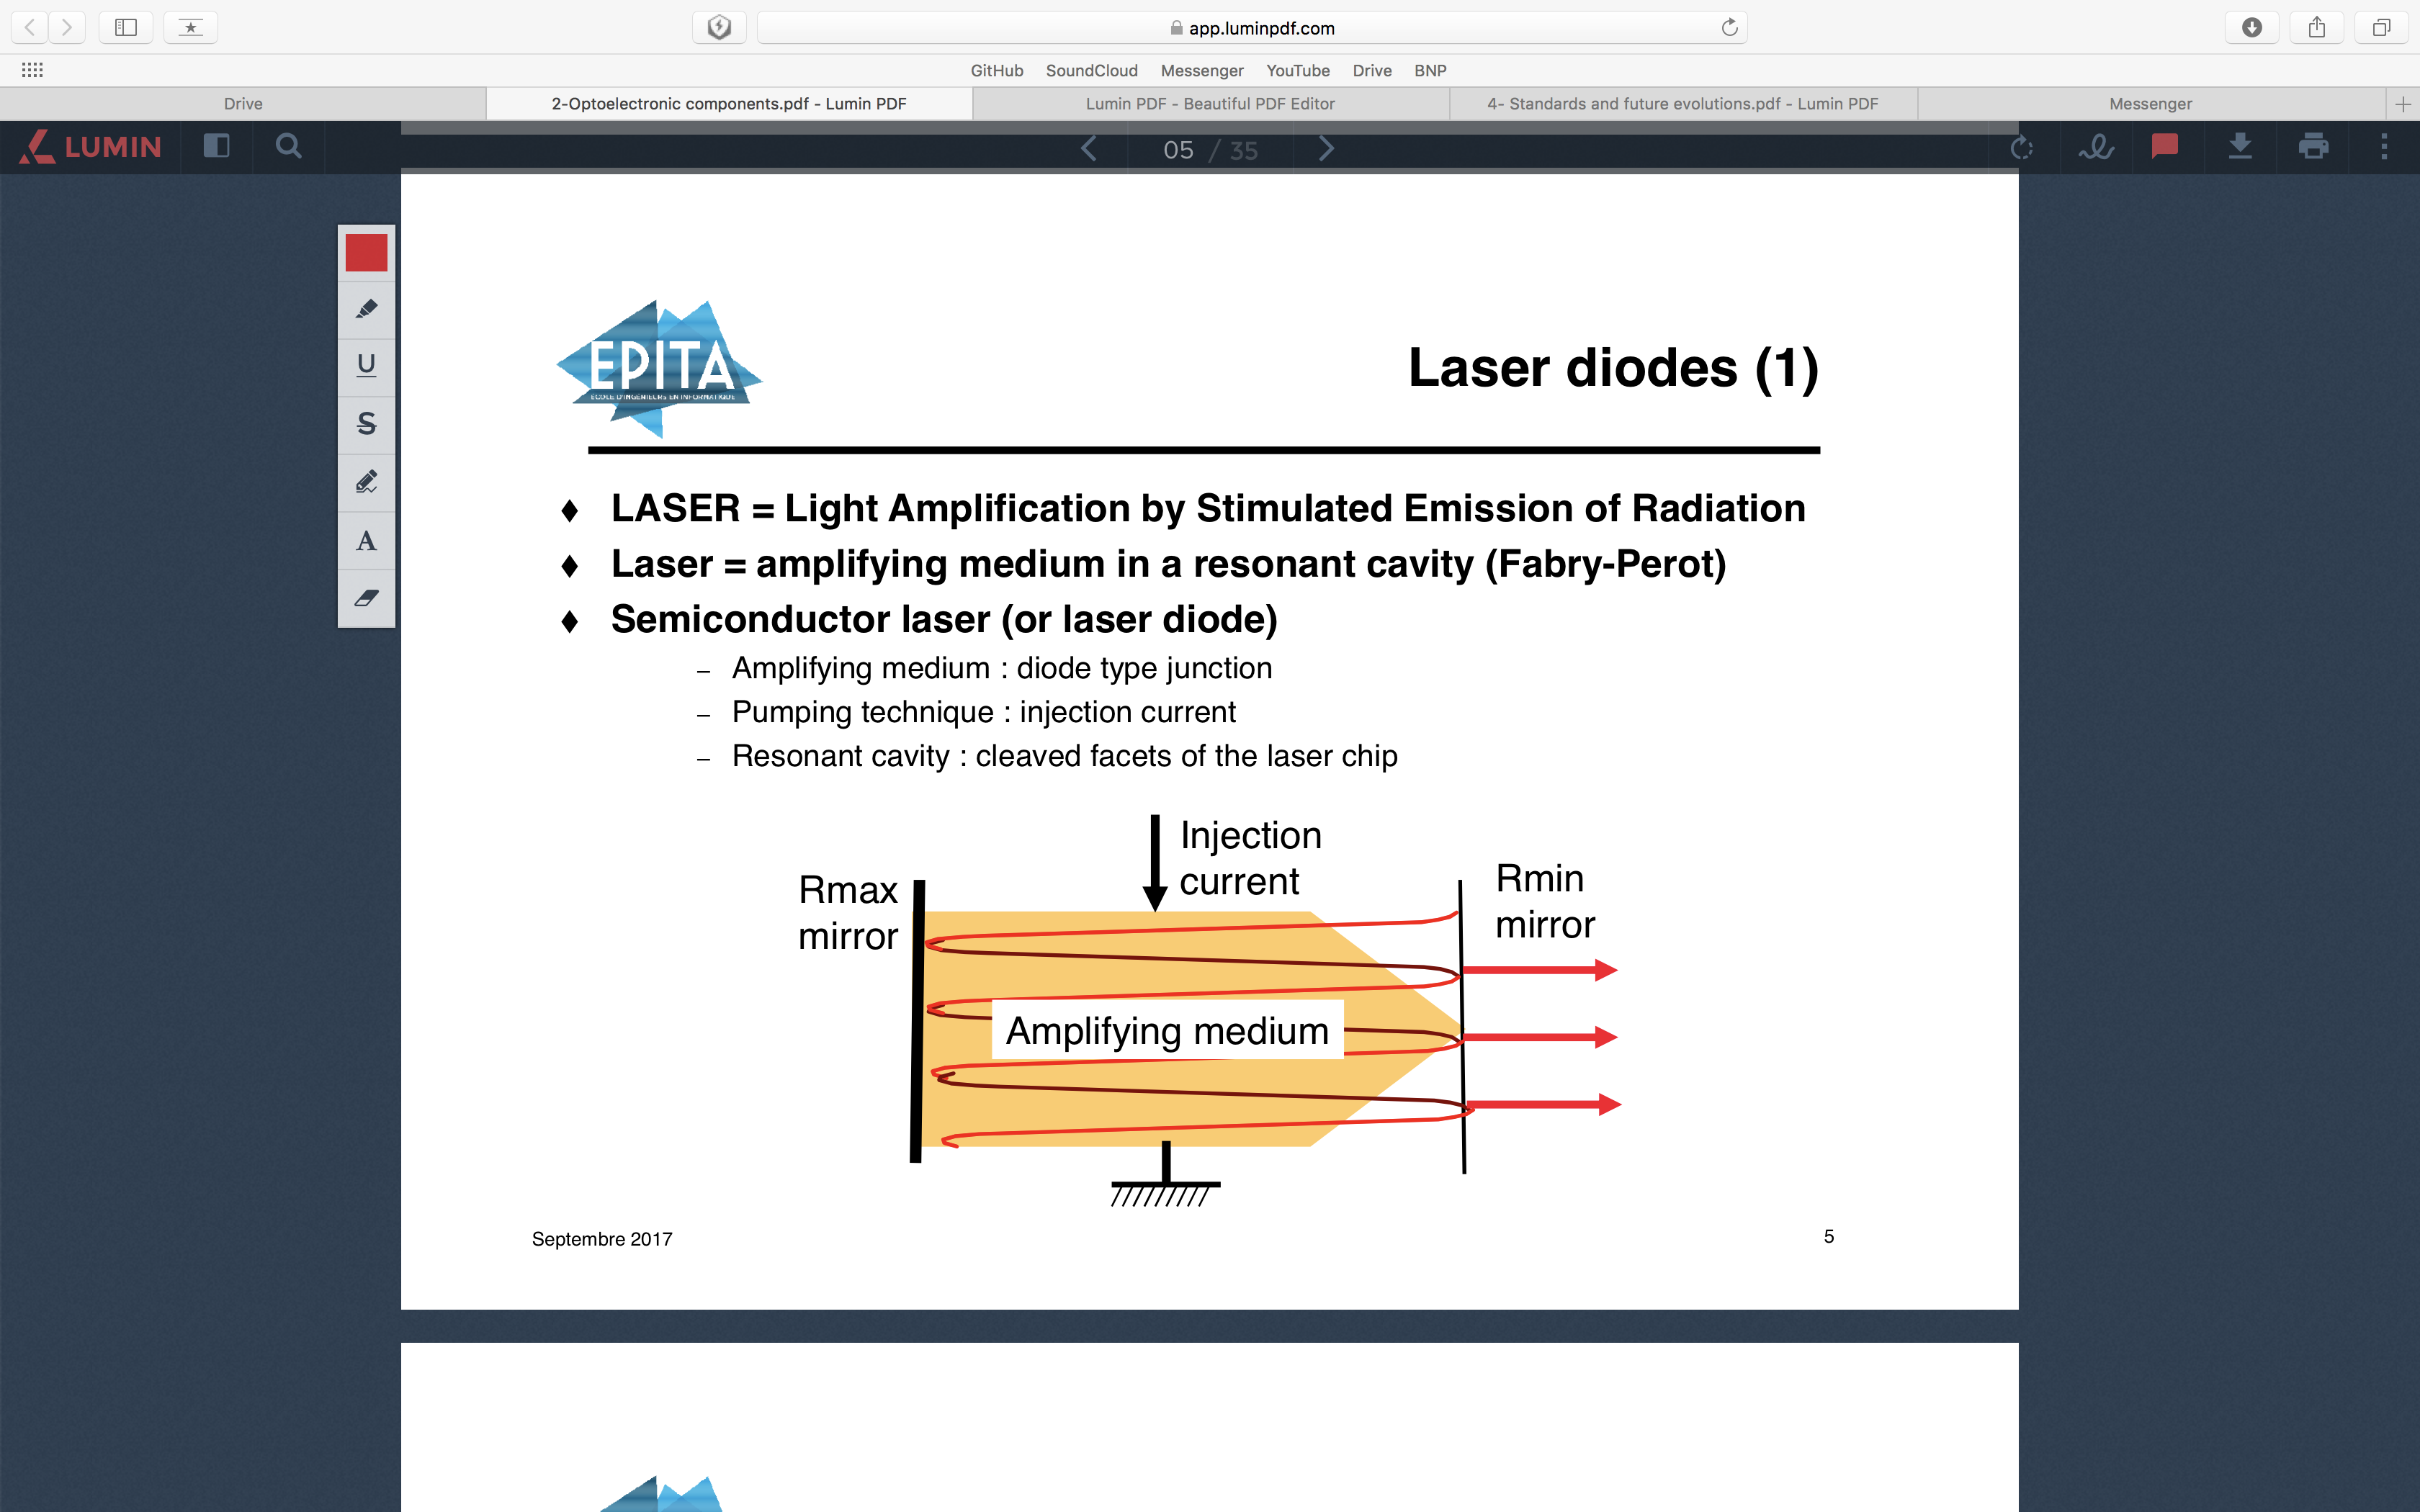 app.luminpdf.com
GitHub SoundCloud Messenger YouTube Drive BNP
Drive
2-Optoelectronic components.pdf - Lumin PDF
Lumin PDF - Beautiful PDF Editor
4- Standards and future evolutions.pdf - Lumin PDF
Messenger
LUMIN
05 / 35
U
S
A
EPITA
ÉCOLE D'INGÉNIEURS EN INFORMATIQUE
Laser diodes (1)
♦ LASER = Light Amplification by Stimulated Emission of Radiation
♦ Laser = amplifying medium in a resonant cavity (Fabry-Perot)
♦ Semiconductor laser (or laser diode)
– Amplifying medium : diode type junction
– Pumping technique : injection current
– Resonant cavity : cleaved facets of the laser chip
Injection
current
Rmax
mirror
Rmin
mirror
Amplifying medium
Septembre 2017
5